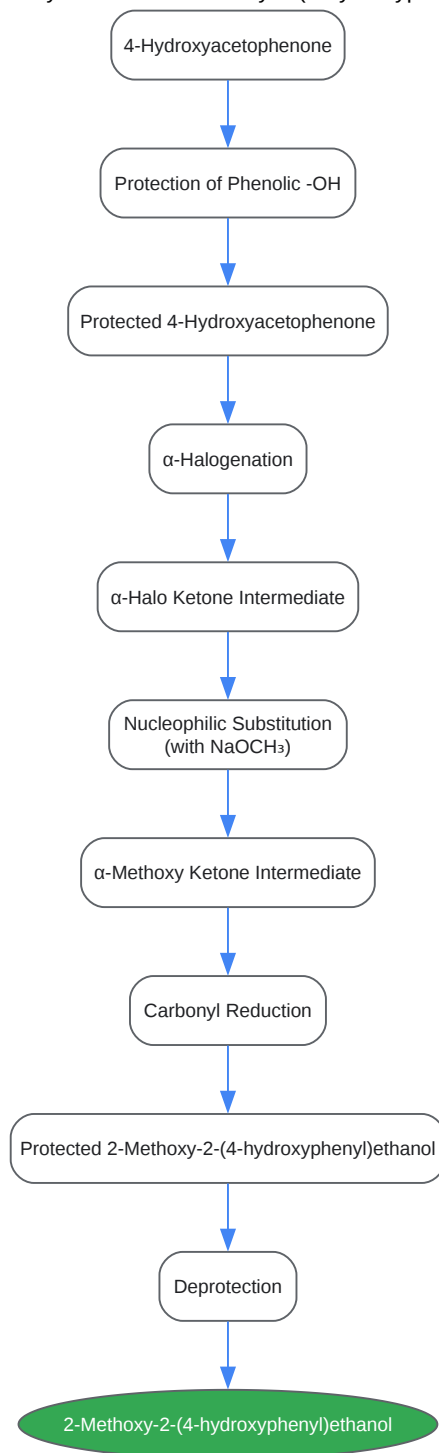 4-Hydroxyacetophenone
Protection of Phenolic -OH
Protected 4-Hydroxyacetophenone
α-Halogenation
α-Halo Ketone Intermediate
Nucleophilic Substitution
(with NaOCH₃)
α-Methoxy Ketone Intermediate
Carbonyl Reduction
Protected 2-Methoxy-2-(4-hydroxyphenyl)ethanol
Deprotection
2-Methoxy-2-(4-hydroxyphenyl)ethanol